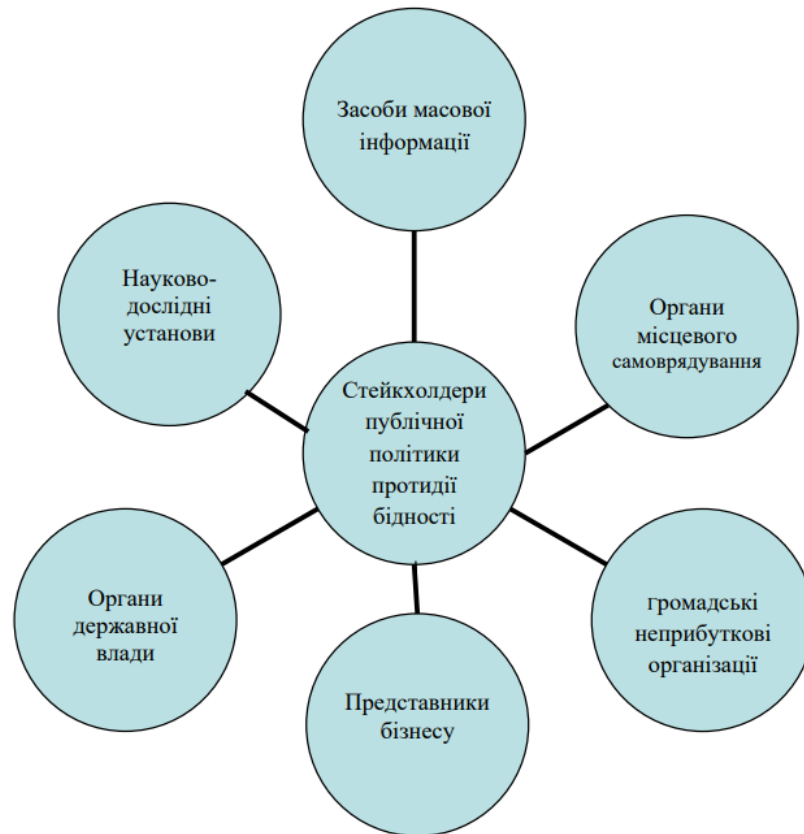 Засоби масової
інформації
Науково-
дослідні
установи
Органи
місцевого
самоврядування
Стейкхолдери
публічної
політики
протидії
бідності
Органи
державної
влади
громадські
неприбуткові
організації
Представники
бізнесу